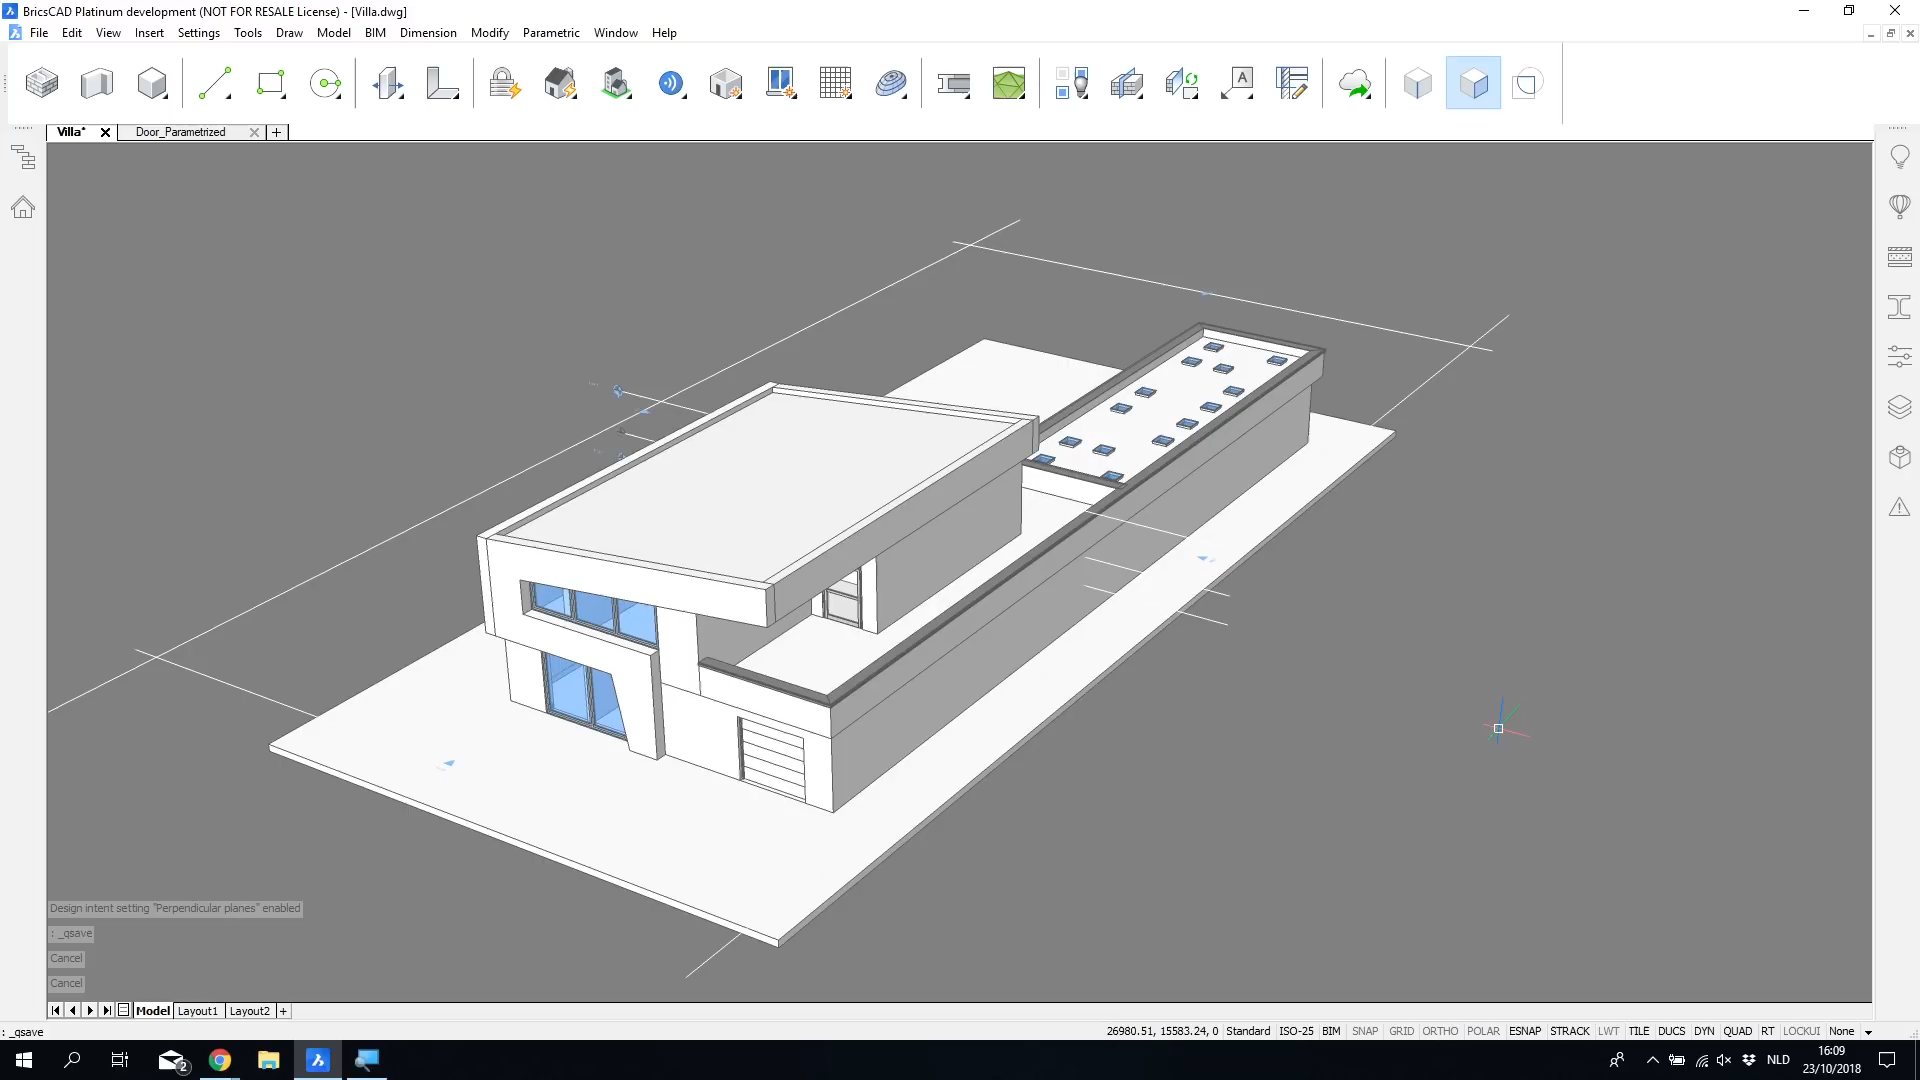 BricsCAD Platinum development (NOT FOR RESALE License) - [Villa.dwg]
File Edit View Insert Settings Tools Draw Model BIM Dimension Modify Parametric Window Help
A
Villa* Door_Parametrized
Design intent setting "Perpendicular planes" enabled
: _qsave
Cancel
Cancel
Model Layout1 Layout2
: _qsave
26980.51, 15583.24, 0 Standard ISO-25 BIM SNAP GRID ORTHO POLAR ESNAP STRACK LWT TILE DUCS DYN QUAD RT LOCKUI None
2
NLD
16:09
23/10/2018